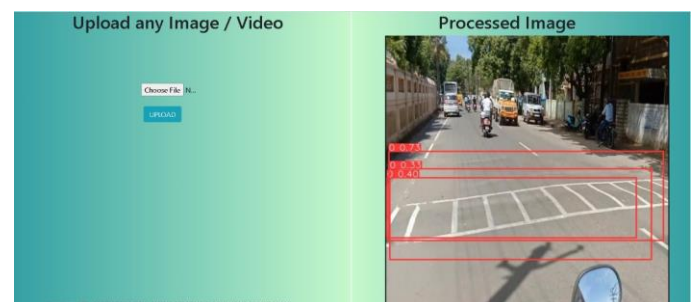 Upload any Image / Video
Choose File N...
UPLOAD
Processed Image
0 0.73
0 0.33
0 0.40